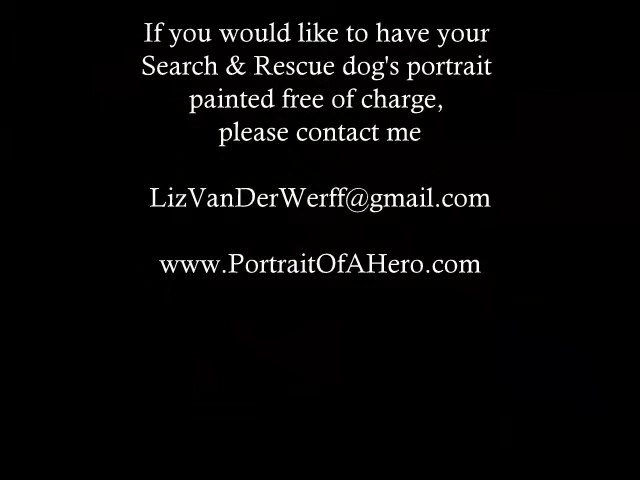 If you would like to have your
Search & Rescue dog's portrait
painted free of charge,
please contact me
LizVanDerWerff@gmail.com
www.PortraitOfAHero.com